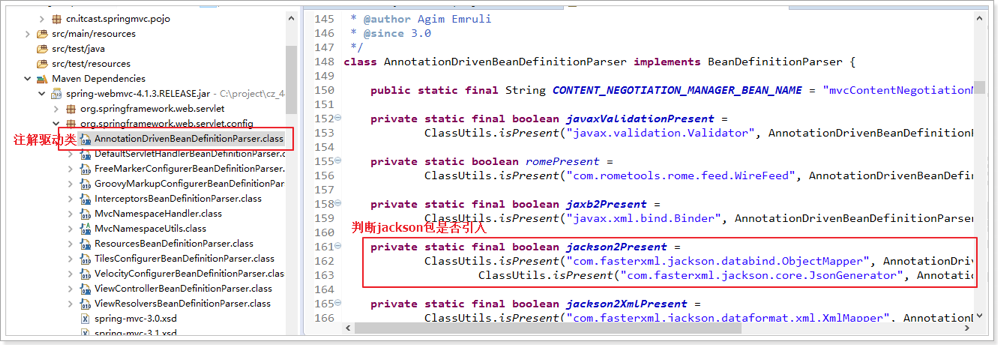 cn.itcast.springmvc.pojo
src/main/resources
src/test/java
src/test/resources
Maven Dependencies
spring-webmvc-4.1.3.RELEASE.jar - C:\project\cz_4
org.springframework.web.servlet
org.springframework.web.servlet.config
注解驱动类
AnnotationDrivenBeanDefinitionParser.class
DefaultServletHandlerBeanDefinitionParser.c
FreeMarkerConfigurerBeanDefinitionParser.
GroovyMarkupConfigurerBeanDefinitionPar
InterceptorsBeanDefinitionParser.class
MvcNamespaceHandler.class
MvcNamespaceUtils.class
ResourcesBeanDefinitionParser.class
TilesConfigurerBeanDefinitionParser.class
VelocityConfigurerBeanDefinitionParser.cla
ViewControllerBeanDefinitionParser.class
ViewResolversBeanDefinitionParser.class
spring-mvc-3.0.xsd
spring-mvc-3.1.xsd
145 * @author Agim Emruli
146 * @since 3.0
147 */
148 class AnnotationDrivenBeanDefinitionParser implements BeanDefinitionParser {
149
150 public static final String CONTENT_NEGOTIATION_MANAGER_BEAN_NAME = "mvcContentNegotiationM
151
152 private static final boolean javaxValidationPresent =
153 ClassUtils.isPresent("javax.validation.Validator", AnnotationDrivenBeanDefinitionP
154
155 private static boolean romePresent =
156 ClassUtils.isPresent("com.rometools.rome.feed.WireFeed", AnnotationDrivenBeanDefin
157
158 private static final boolean jaxb2Present =
159 ClassUtils.isPresent("javax.xml.bind.Binder", AnnotationDrivenBeanDefinitionParser
160
判断jackson包是否引入
161 private static final boolean jackson2Present =
162 ClassUtils.isPresent("com.fasterxml.jackson.databind.ObjectMapper", AnnotationDriv
163 ClassUtils.isPresent("com.fasterxml.jackson.core.JsonGenerator", Annotatio
164
165 private static final boolean jackson2XmlPresent =
166 ClassUtils.isPresent("com.fasterxml.jackson.dataformat.xml.XmlMapper", AnnotationD